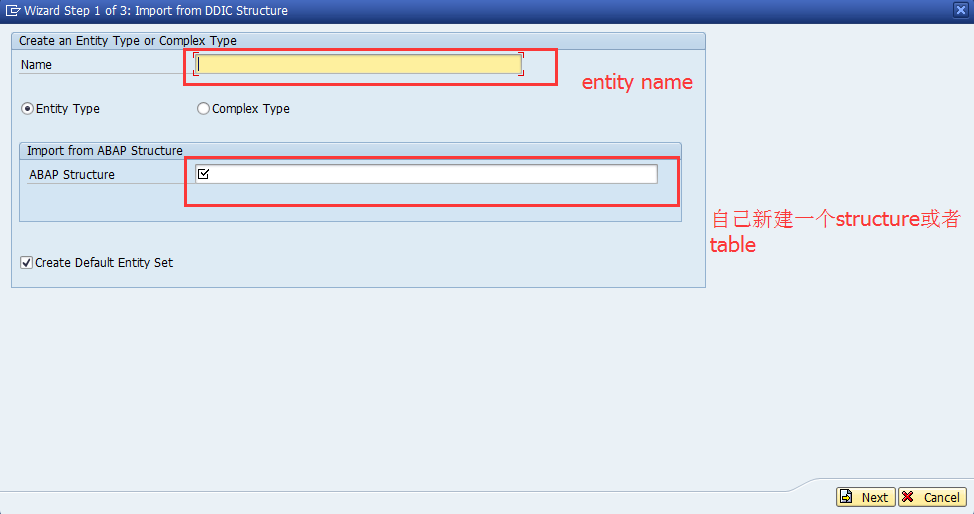 Wizard Step 1 of 3: Import from DDIC Structure
Create an Entity Type or Complex Type
Name
entity name
Entity Type
Complex Type
Import from ABAP Structure
ABAP Structure
自己新建一个structure或者
table
Create Default Entity Set
Next
Cancel